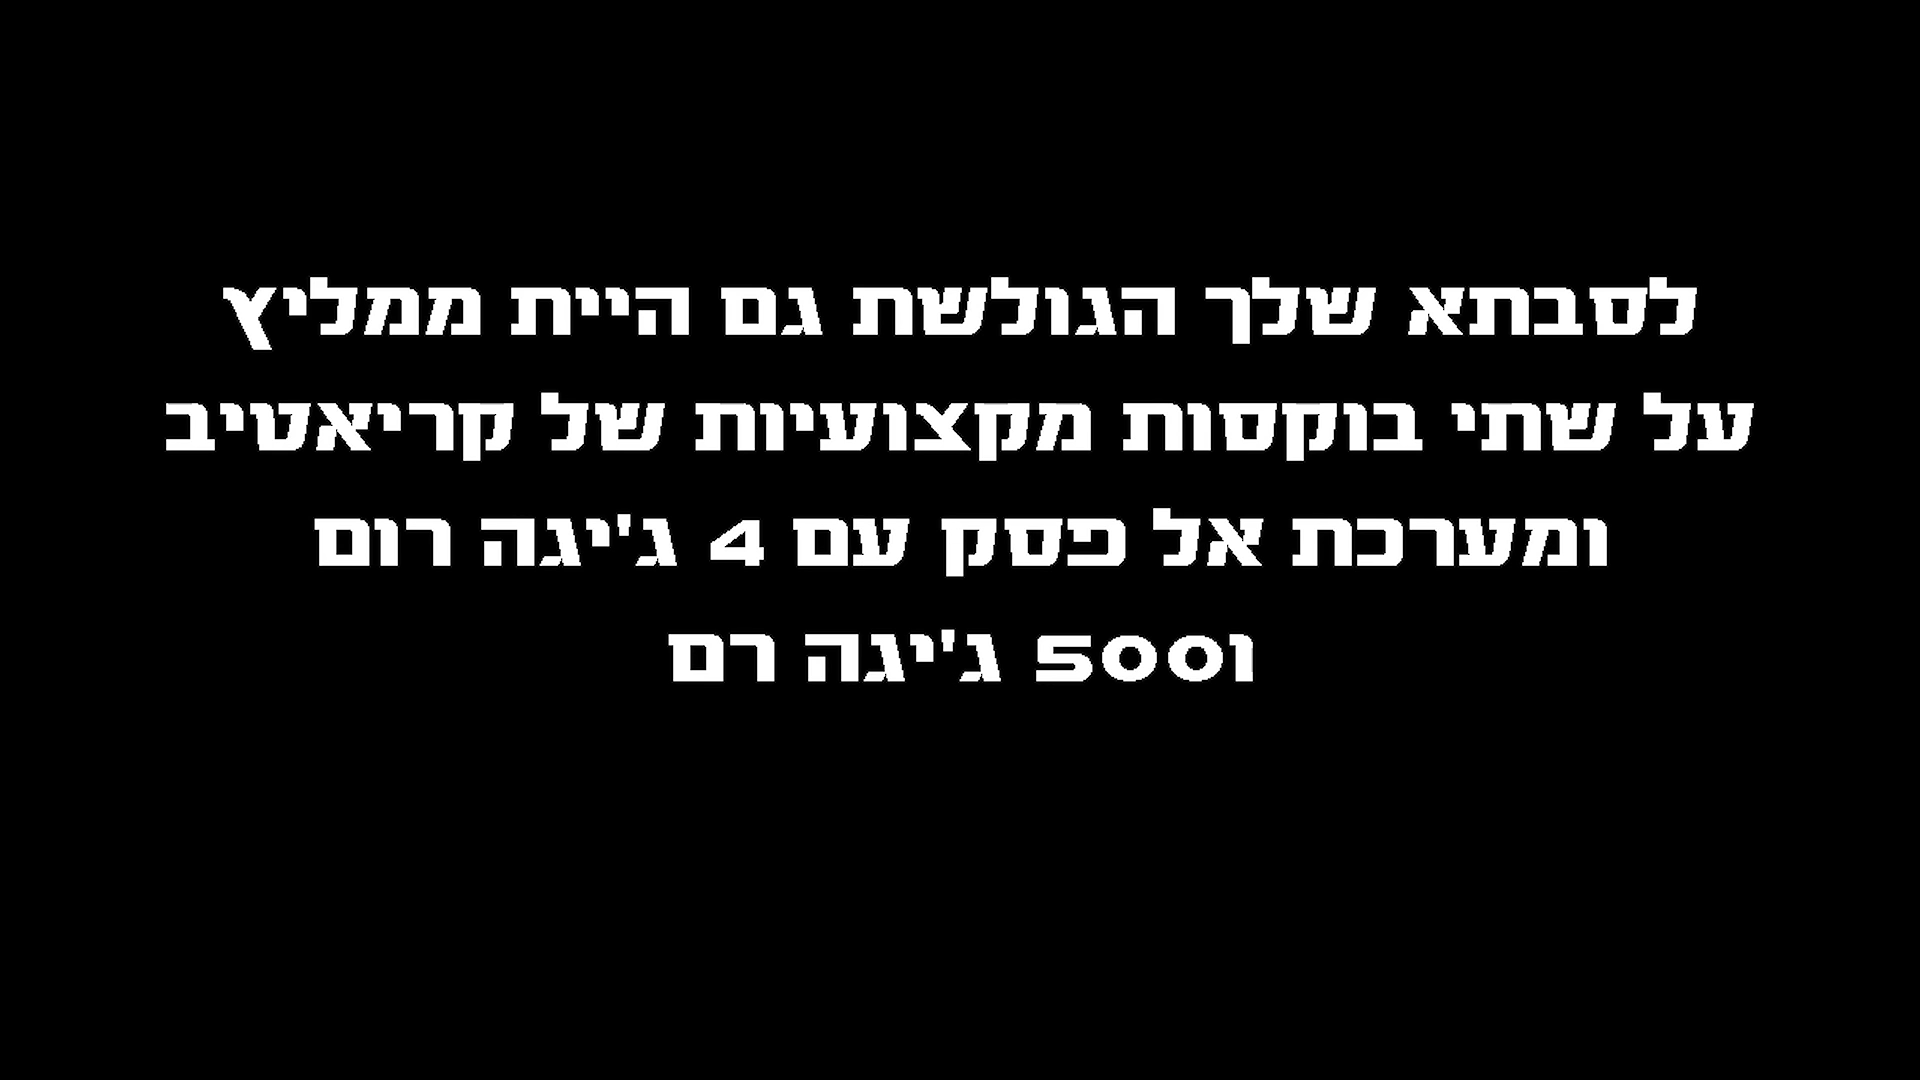 לסבתא שלך הגולשת גם היית ממליץ
על שתי בוקסות מקצועיות של קריאטיב
ומערכת אל פסק עם 4 ג'יגה רום
ו500 ג'יגה רם